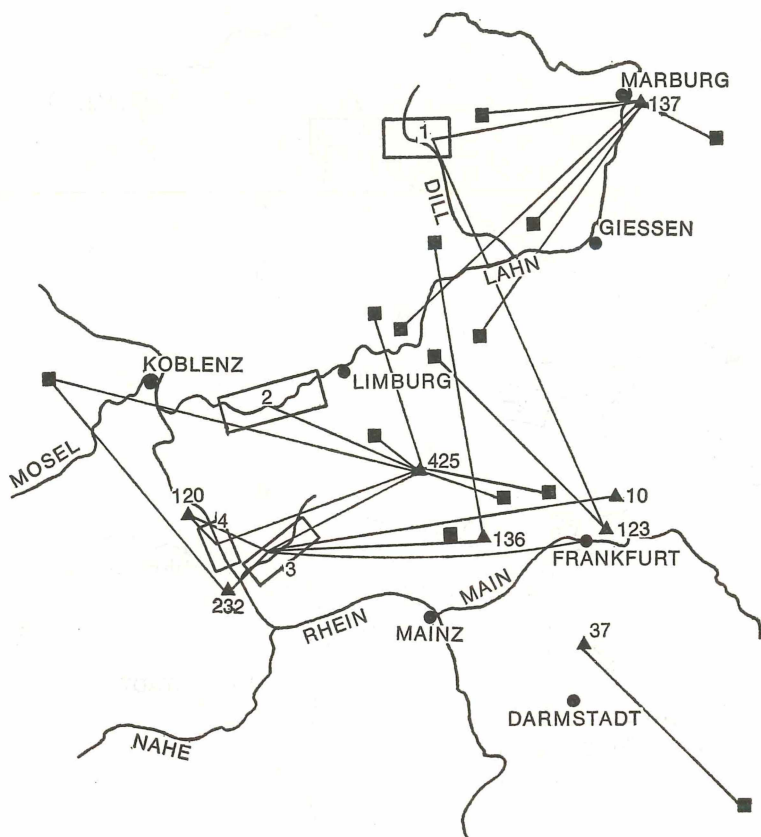 MARBURG
137
1
DILL
GIESSEN
LAHN
KOBLENZ
LIMBURG
2
MOSEL
425
120
10
4
123
136
3
FRANKFURT
232
MAIN
RHEIN
MAINZ
37
DARMSTADT
NAHE